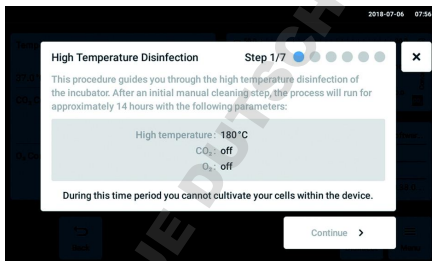 2018-07-06 07:56
High Temperature Disinfection Step 1/7
This procedure guides you through the high temperature disinfection of
the incubator. After an initial manual cleaning step, the process will run for
approximately 14 hours with the following parameters:
High temperature: 180°C
CO₂: off
O₂: off
During this time period you cannot cultivate your cells within the device.
Continue >
Back